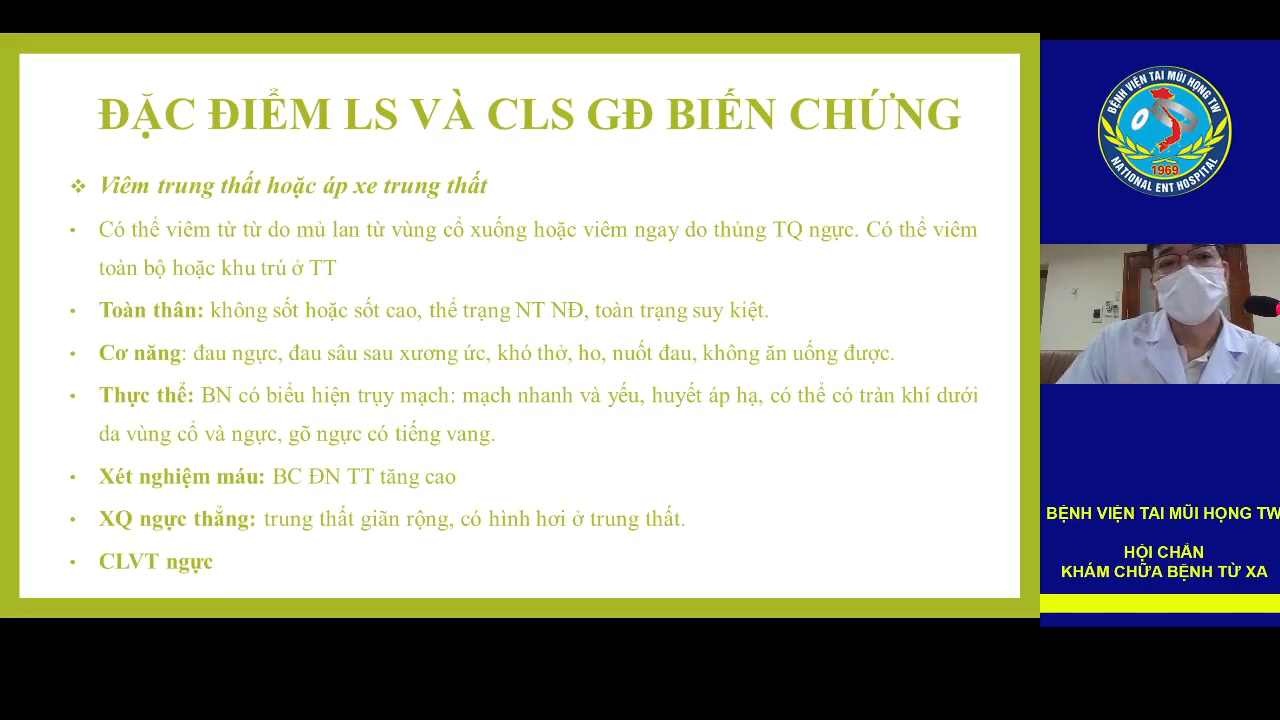 ĐẶC ĐIỂM LS VÀ CLS GĐ BIẾN CHỨNG
❖ Viêm trung thất hoặc áp xe trung thất
• Có thể viêm từ từ do mủ lan từ vùng cổ xuống hoặc viêm ngay do thủng TQ ngực. Có thể viêm
toàn bộ hoặc khu trú ở TT
• Toàn thân: không sốt hoặc sốt cao, thể trạng NT NĐ, toàn trạng suy kiệt.
• Cơ năng: đau ngực, đau sâu sau xương ức, khó thở, ho, nuốt đau, không ăn uống được.
• Thực thể: BN có biểu hiện trụy mạch: mạch nhanh và yếu, huyết áp hạ, có thể có tràn khí dưới
da vùng cổ và ngực, gõ ngực có tiếng vang.
• Xét nghiệm máu: BC ĐN TT tăng cao
• XQ ngực thẳng: trung thất giãn rộng, có hình hơi ở trung thất.
• CLVT ngực
BỆNH VIỆN TAI MŨI HỌNG TW
1969
NATIONAL ENT HOSPITAL
BỆNH VIỆN TAI MŨI HỌNG TW
HỘI CHẨN
KHÁM CHỮA BỆNH TỪ XA